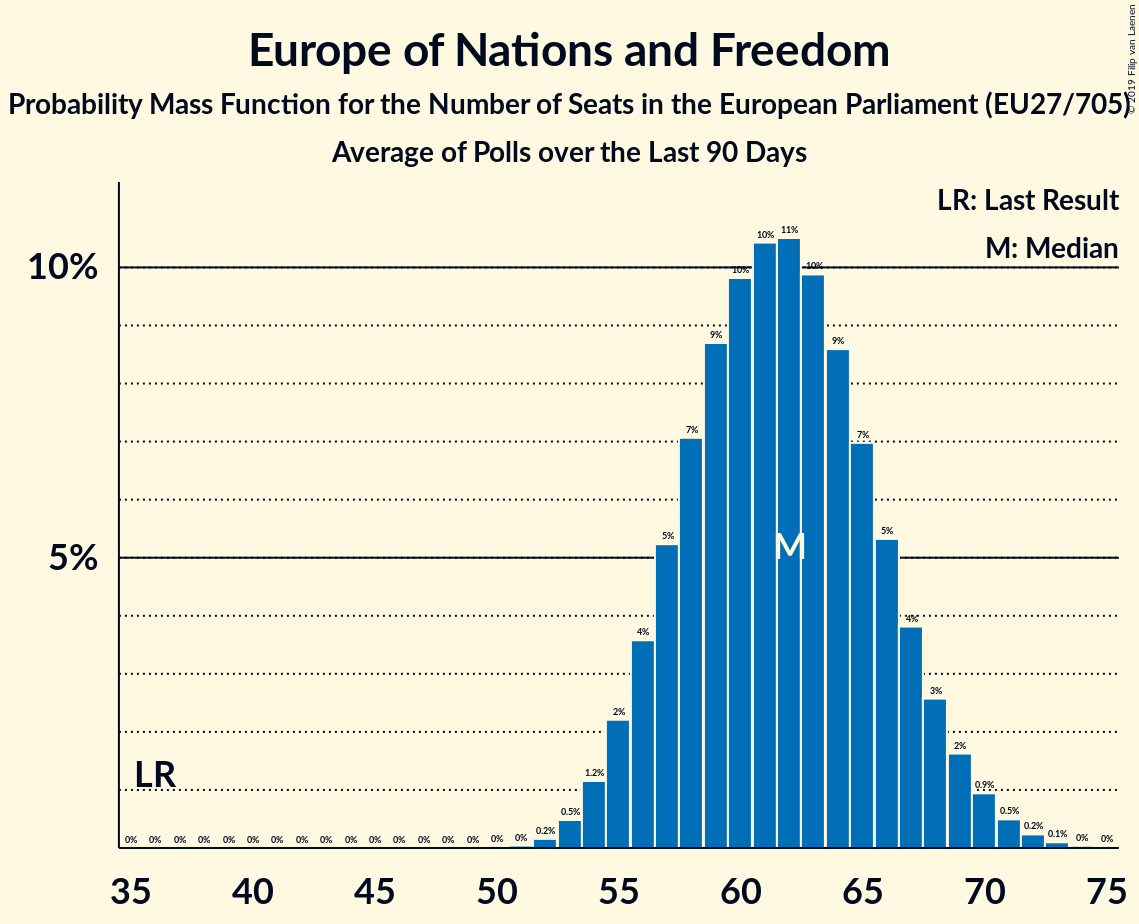 Europe of Nations and Freedom
Probability Mass Function for the Number of Seats in the European Parliament (EU27/705)
Average of Polls over the Last 90 Days
© 2019 Filip van Laenen
LR: Last Result
M: Median
10%
5%
LR
M
0% 0% 0% 0% 0% 0% 0% 0% 0% 0% 0% 0% 0% 0% 0% 0% 0% 0.2% 0.5% 1.2% 2% 4% 5% 7% 9% 10% 10% 11% 10% 9% 7% 5% 4% 3% 2% 0.9% 0.5% 0.2% 0.1% 0% 0%
35 40 45 50 55 60 65 70 75